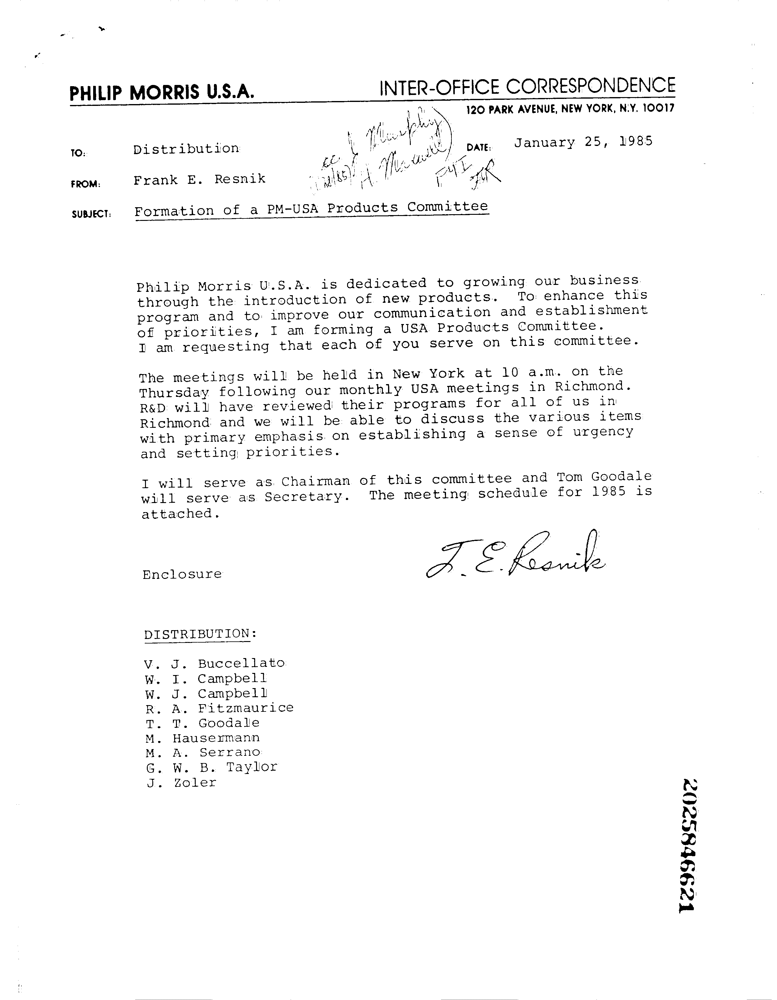 PHILIP MORRIS U.S.A. INTER-OFFICE CORRESPONDENCE
120 PARK AVENUE, NEW YORK, N.Y. 10017
cc J Murphy
TO: Distribution DATE: January 25, 1985
FYI
FROM: Frank E. Resnik
SUBJECT: Formation of a PM-USA Products Committee
Philip Morris U.S.A. is dedicated to growing our business
through the introduction of new products. To enhance this
program and to improve our communication and establishment
of priorities, I am forming a USA Products Committee.
I am requesting that each of you serve on this committee.
The meetings will be held in New York at 10 a.m. on the
Thursday following our monthly USA meetings in Richmond.
R&D will have reviewed their programs for all of us in
Richmond and we will be able to discuss the various items
with primary emphasis on establishing a sense of urgency
and setting priorities.
I will serve as Chairman of this committee and Tom Goodale
will serve as Secretary. The meeting schedule for 1985 is
attached.
F. E. Resnik
Enclosure
DISTRIBUTION:
V. J. Buccellato
W. I. Campbell
W. J. Campbell
R. A. Fitzmaurice
T. T. Goodale
M. Hausermann
M. A. Serrano
G. W. B. Taylor
J. Zoler
2025846621